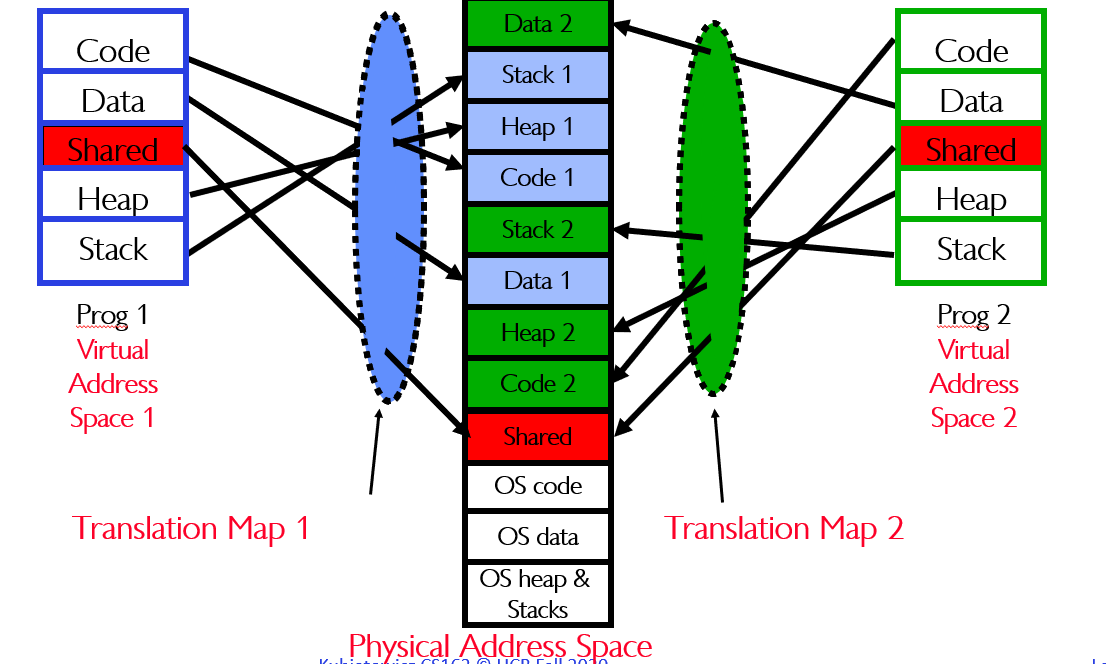 Code
Data
Shared
Heap
Stack
Prog 1
Virtual
Address
Space 1
Translation Map 1
Data 2
Stack 1
Heap 1
Code 1
Stack 2
Data 1
Heap 2
Code 2
Shared
OS code
OS data
OS heap &
Stacks
Physical Address Space
Code
Data
Shared
Heap
Stack
Prog 2
Virtual
Address
Space 2
Translation Map 2
CS162 © UCB Fall 2020